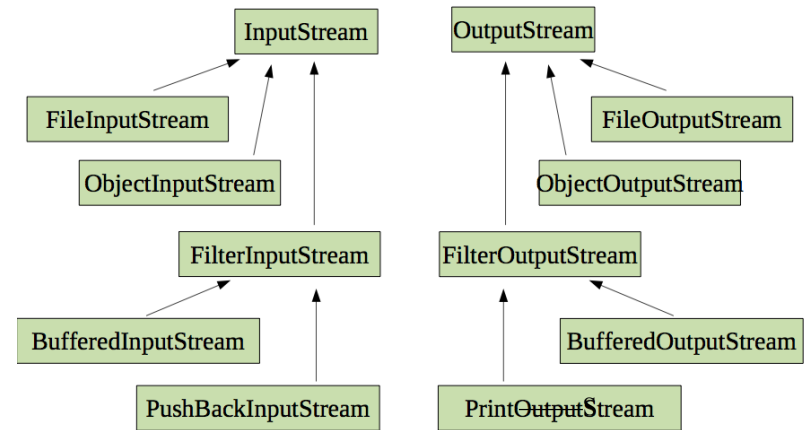 InputStream
OutputStream
FileInputStream
FileOutputStream
ObjectInputStream
ObjectOutputStream
FilterInputStream
FilterOutputStream
BufferedInputStream
BufferedOutputStream
PushBackInputStream
PrintOutputStream